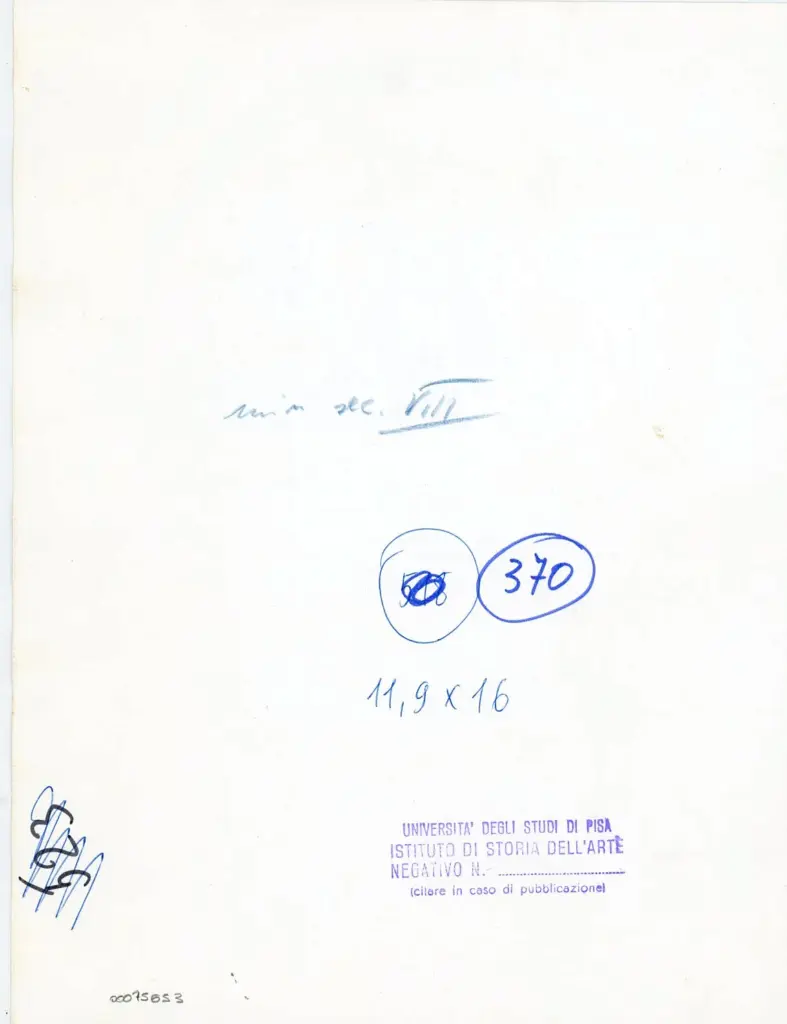 min sec. VIII
370
11,9 x 16
UNIVERSITA' DEGLI STUDI DI PISA
ISTITUTO DI STORIA DELL'ARTE
NEGATIVO N.
(citare in caso di pubblicazione)